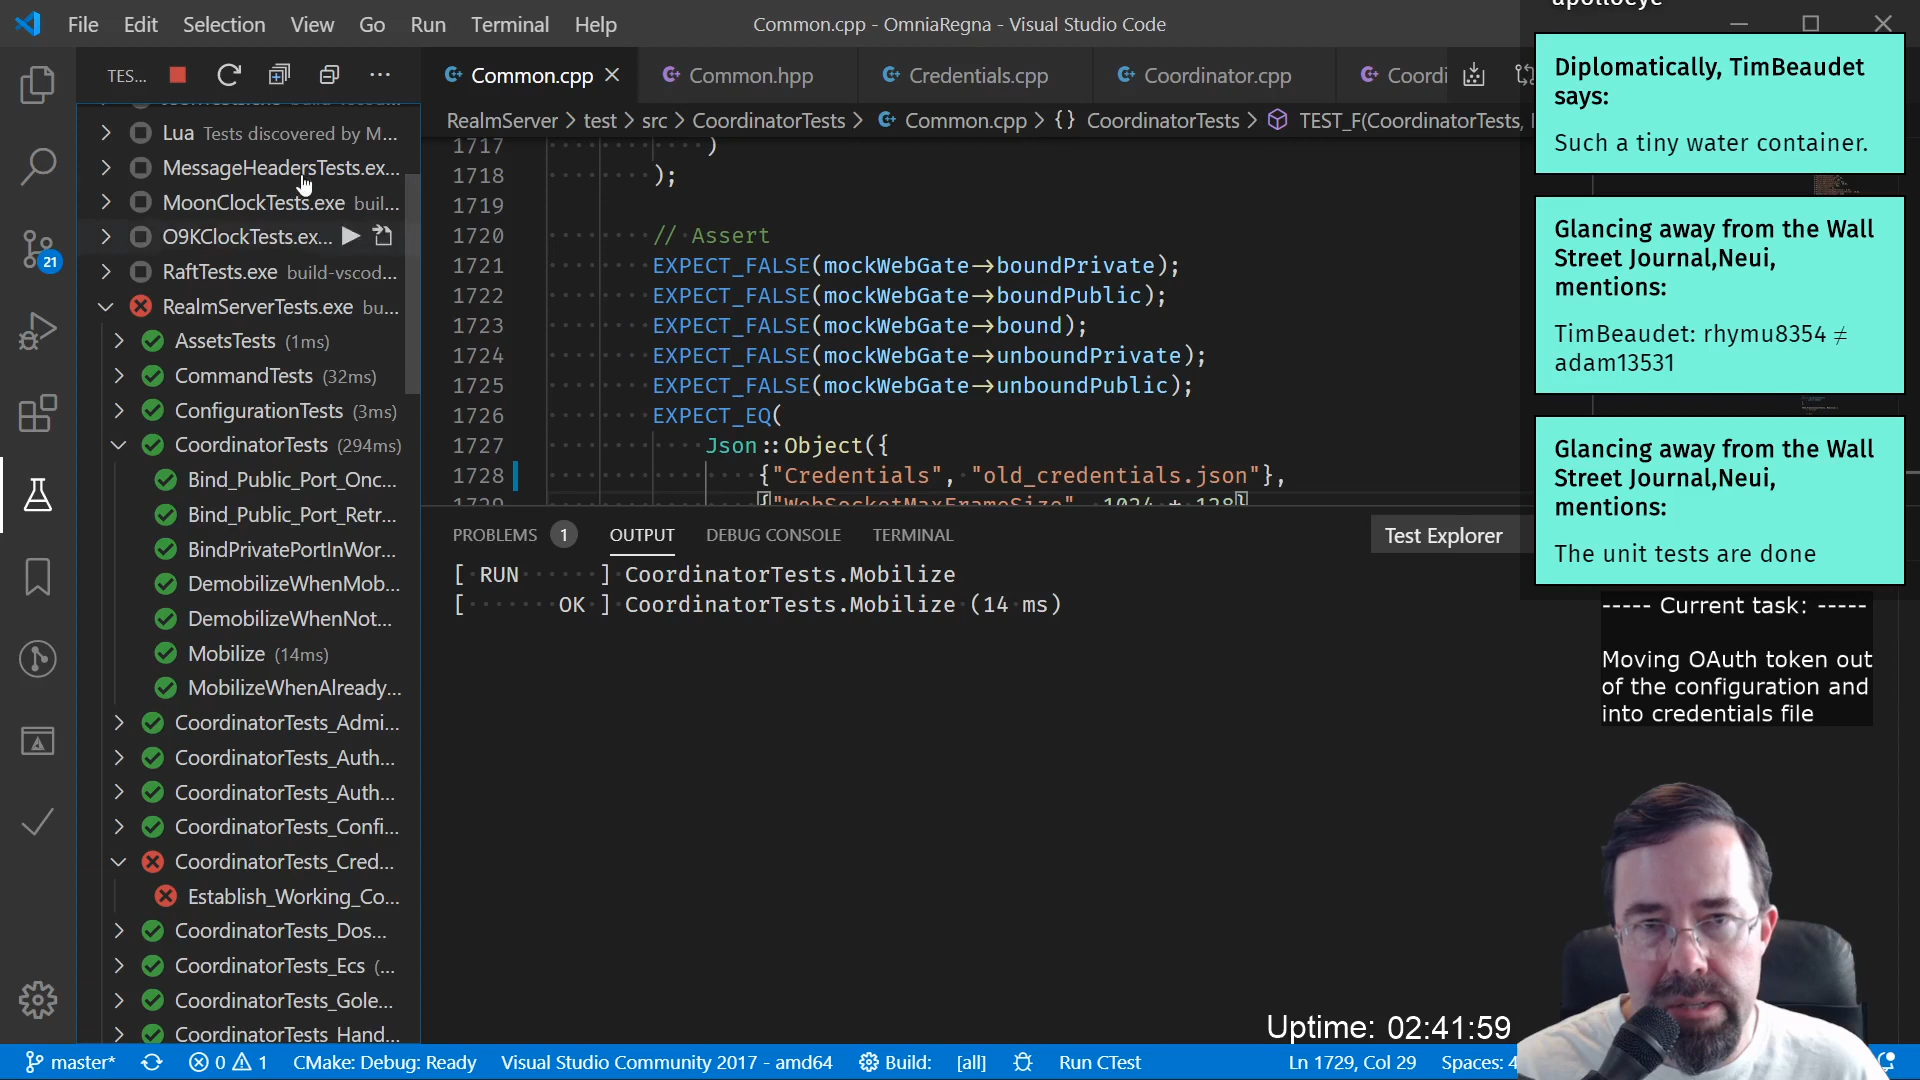 File Edit Selection View Go Run Terminal Help
Common.cpp - OmniaRegna - Visual Studio Code
TES...
Common.cpp
Common.hpp
Credentials.cpp
Coordinator.cpp
Coordi
RealmServer > test > src > CoordinatorTests > Common.cpp > {} CoordinatorTests > TEST_F(CoordinatorTests,
Lua Tests discovered by M...
MessageHeadersTests.ex...
MoonClockTests.exe buil...
O9KClockTests.ex...
RaftTests.exe build-vscod...
RealmServerTests.exe bu...
AssetsTests (1ms)
CommandTests (32ms)
ConfigurationTests (3ms)
CoordinatorTests (294ms)
Bind_Public_Port_Onc...
Bind_Public_Port_Retr...
BindPrivatePortInWor...
DemobilizeWhenMob...
DemobilizeWhenNot...
Mobilize (14ms)
MobilizeWhenAlready...
CoordinatorTests_Admi...
CoordinatorTests_Auth...
CoordinatorTests_Auth...
CoordinatorTests_Confi...
CoordinatorTests_Cred...
Establish_Working_Co...
CoordinatorTests_Dos...
CoordinatorTests_Ecs (...
CoordinatorTests_Gole...
CoordinatorTests_Hand...
21
1717 )
1718 );
1719
1720 // Assert
1721 EXPECT_FALSE(mockWebGate->boundPrivate);
1722 EXPECT_FALSE(mockWebGate->boundPublic);
1723 EXPECT_FALSE(mockWebGate->bound);
1724 EXPECT_FALSE(mockWebGate->unboundPrivate);
1725 EXPECT_FALSE(mockWebGate->unboundPublic);
1726 EXPECT_EQ(
1727 Json::Object({
1728 {"Credentials", "old_credentials.json"},
1729 {"WebSocketMaxFrameSize", 1024 * 128}
PROBLEMS 1 OUTPUT DEBUG CONSOLE TERMINAL
Test Explorer
[ RUN      ] CoordinatorTests.Mobilize
[       OK ] CoordinatorTests.Mobilize (14 ms)
apolloeye
Diplomatically, TimBeaudet
says:
Such a tiny water container.
Glancing away from the Wall
Street Journal,Neui,
mentions:
TimBeaudet: rhymu8354 ≠
adam13531
Glancing away from the Wall
Street Journal,Neui,
mentions:
The unit tests are done
----- Current task: -----
Moving OAuth token out
of the configuration and
into credentials file
Uptime: 02:41:59
master* 0 1 CMake: Debug: Ready Visual Studio Community 2017 - amd64 Build: [all] Run CTest Ln 1729, Col 29 Spaces: 4